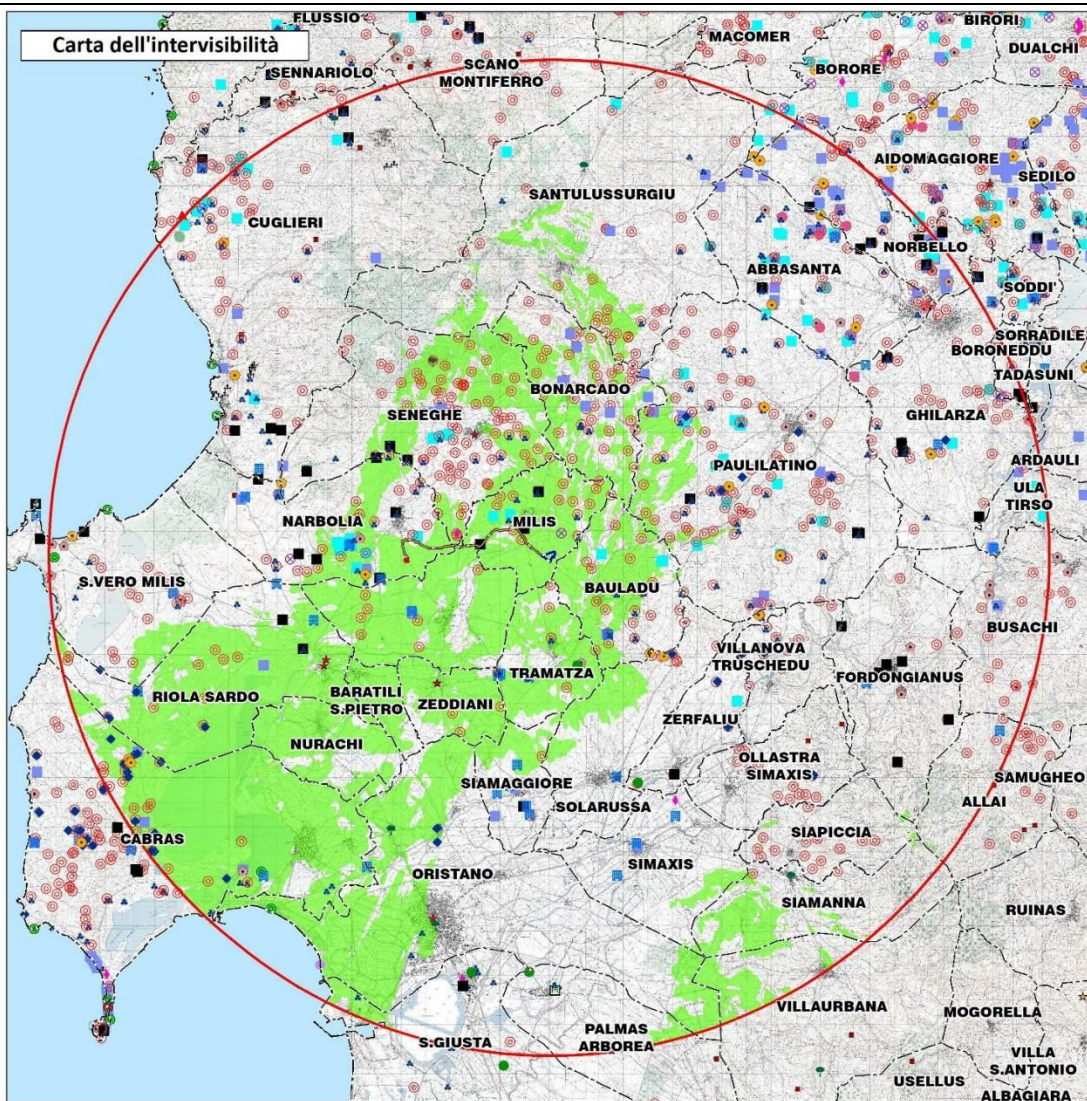 Carta dell'intervisibilità
FLUSSIO
MACOMER
BIRORI
DUALCHI
SENNARIOLO
SCANO
MONTIFERRO
BORORE
AIDOMAGGIORE
SEDILO
SANTULUSSURGIU
CUGLIERI
NORBELLO
ABBASANTA
SODDI'
SORRADILE
BORONEDDU
TADASUNI
BONARCADO
SENEGHE
GHILARZA
PAULILATINO
ARDAULI
ULA
TIRSO
NARBOLIA
MILIS
S.VERO MILIS
BAULADU
BUSACHI
VILLANOVA
TRUSCHEDU
FORDONGIANUS
TRAMATZA
RIOLA SARDO
BARATILI
S.PIETRO
ZEDDIANI
ZERFALIU
NURACHI
OLLASTRA
SIMAXIS
SIAMAGGIORE
SAMUGHEO
SOLARUSSA
ALLAI
CABRAS
SIAPICCIA
SIMAXIS
ORISTANO
SIAMANNA
RUINAS
VILLAURBANA
MOGORELLA
PALMAS
ARBOREA
S.GIUSTA
VILLA
S.ANTONIO
USELLUS
ALBAGIARA